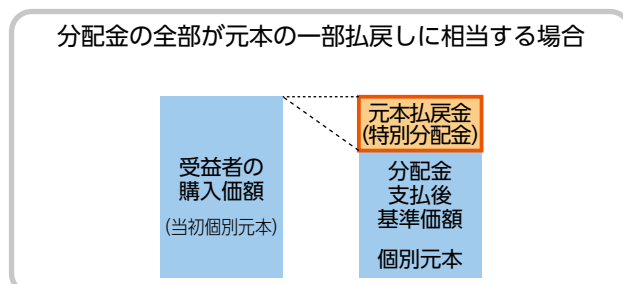 分配金の全部が元本の一部払戻しに相当する場合
受益者の
購入価額
(当初個別元本)
元本払戻金
(特別分配金)
分配金
支払後
基準価額
個別元本